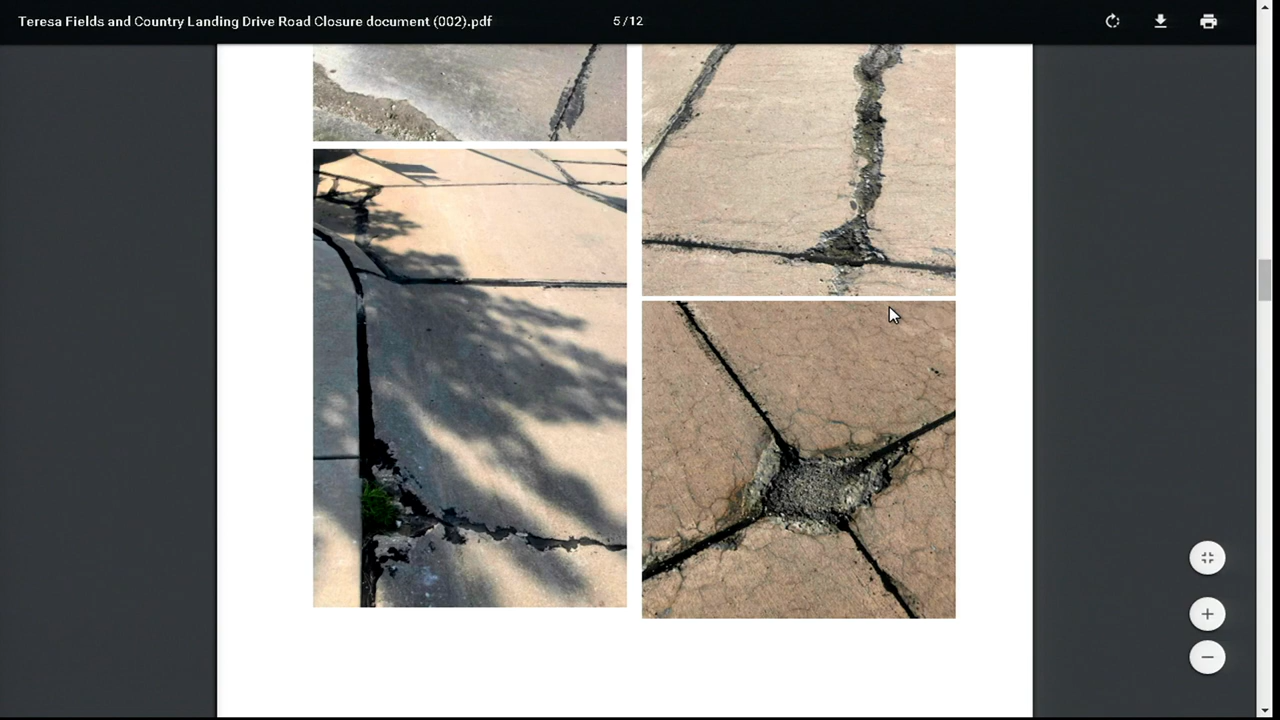 Teresa Fields and Country Landing Drive Road Closure document (002).pdf
5 / 12